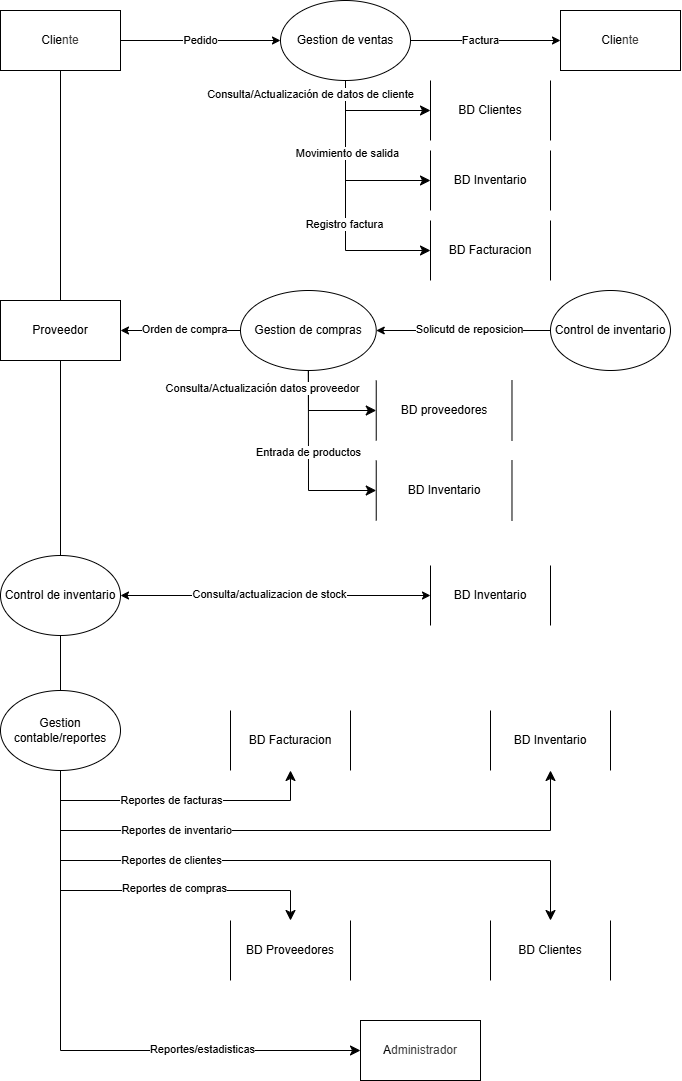 Cliente
Pedido
Gestion de ventas
Factura
Cliente
Consulta/Actualización de datos de cliente
BD Clientes
Movimiento de salida
BD Inventario
Registro factura
BD Facturacion
Proveedor
Orden de compra
Gestion de compras
Solicutd de reposicion
Control de inventario
Consulta/Actualización datos proveedor
BD proveedores
Entrada de productos
BD Inventario
Control de inventario
Consulta/actualizacion de stock
BD Inventario
Gestion
contable/reportes
BD Facturacion
BD Inventario
Reportes de facturas
Reportes de inventario
Reportes de clientes
Reportes de compras
BD Proveedores
BD Clientes
Reportes/estadisticas
Administrador